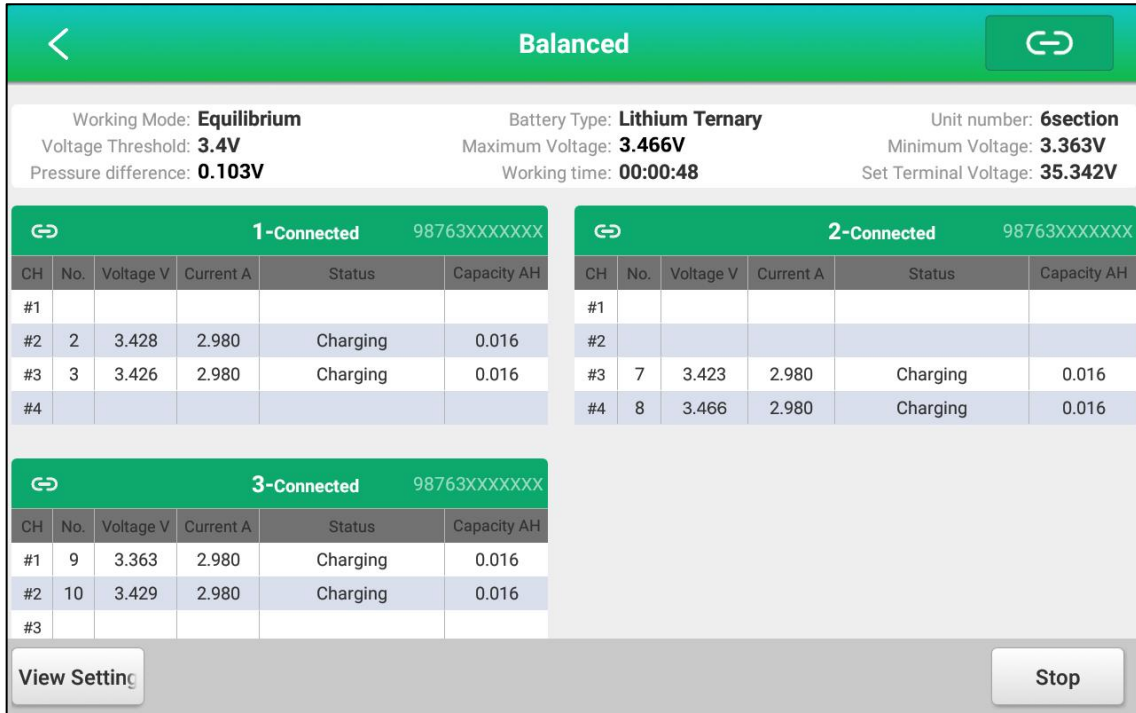 Balanced
Working Mode: Equilibrium Battery Type: Lithium Ternary Unit number: 6section
Voltage Threshold: 3.4V Maximum Voltage: 3.466V Minimum Voltage: 3.363V
Pressure difference: 0.103V Working time: 00:00:48 Set Terminal Voltage: 35.342V
1-Connected 98763XXXXXXX
CH No. Voltage V Current A Status Capacity AH
#1
#2 2 3.428 2.980 Charging 0.016
#3 3 3.426 2.980 Charging 0.016
#4
2-Connected 98763XXXXXXX
CH No. Voltage V Current A Status Capacity AH
#1
#2
#3 7 3.423 2.980 Charging 0.016
#4 8 3.466 2.980 Charging 0.016
3-Connected 98763XXXXXXX
CH No. Voltage V Current A Status Capacity AH
#1 9 3.363 2.980 Charging 0.016
#2 10 3.429 2.980 Charging 0.016
#3
View Setting
Stop